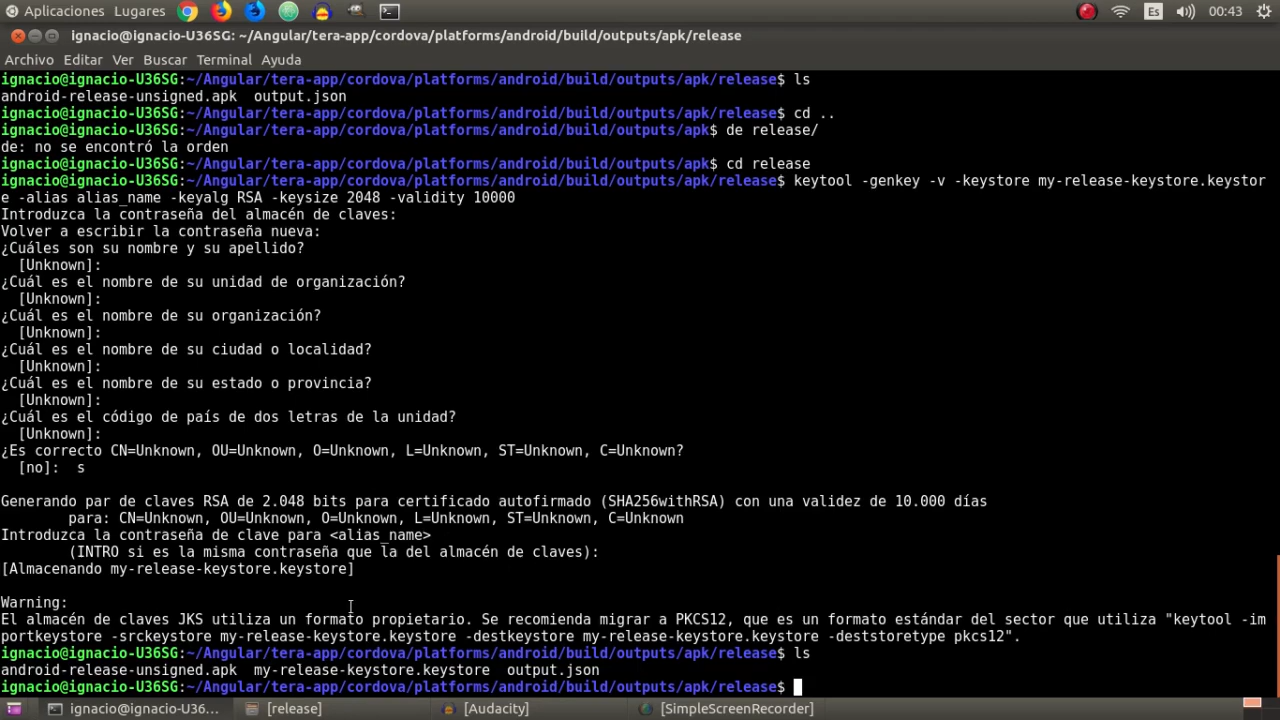 Aplicaciones Lugares Es 00:43
ignacio@ignacio-U36SG: ~/Angular/tera-app/cordova/platforms/android/build/outputs/apk/release
Archivo Editar Ver Buscar Terminal Ayuda
ignacio@ignacio-U36SG:~/Angular/tera-app/cordova/platforms/android/build/outputs/apk/release$ ls
android-release-unsigned.apk  output.json
ignacio@ignacio-U36SG:~/Angular/tera-app/cordova/platforms/android/build/outputs/apk/release$ cd ..
ignacio@ignacio-U36SG:~/Angular/tera-app/cordova/platforms/android/build/outputs/apk$ de release/
de: no se encontró la orden
ignacio@ignacio-U36SG:~/Angular/tera-app/cordova/platforms/android/build/outputs/apk$ cd release
ignacio@ignacio-U36SG:~/Angular/tera-app/cordova/platforms/android/build/outputs/apk/release$ keytool -genkey -v -keystore my-release-keystore.keystor
e -alias alias_name -keyalg RSA -keysize 2048 -validity 10000
Introduzca la contraseña del almacén de claves:
Volver a escribir la contraseña nueva:
¿Cuáles son su nombre y su apellido?
  [Unknown]:
¿Cuál es el nombre de su unidad de organización?
  [Unknown]:
¿Cuál es el nombre de su organización?
  [Unknown]:
¿Cuál es el nombre de su ciudad o localidad?
  [Unknown]:
¿Cuál es el nombre de su estado o provincia?
  [Unknown]:
¿Cuál es el código de país de dos letras de la unidad?
  [Unknown]:
¿Es correcto CN=Unknown, OU=Unknown, O=Unknown, L=Unknown, ST=Unknown, C=Unknown?
  [no]:  s
Generando par de claves RSA de 2.048 bits para certificado autofirmado (SHA256withRSA) con una validez de 10.000 días
        para: CN=Unknown, OU=Unknown, O=Unknown, L=Unknown, ST=Unknown, C=Unknown
Introduzca la contraseña de clave para <alias_name>
        (INTRO si es la misma contraseña que la del almacén de claves):
[Almacenando my-release-keystore.keystore]
Warning:
El almacén de claves JKS utiliza un formato propietario. Se recomienda migrar a PKCS12, que es un formato estándar del sector que utiliza "keytool -im
portkeystore -srckeystore my-release-keystore.keystore -destkeystore my-release-keystore.keystore -deststoretype pkcs12".
ignacio@ignacio-U36SG:~/Angular/tera-app/cordova/platforms/android/build/outputs/apk/release$ ls
android-release-unsigned.apk  my-release-keystore.keystore  output.json
ignacio@ignacio-U36SG:~/Angular/tera-app/cordova/platforms/android/build/outputs/apk/release$
ignacio@ignacio-U36... [release] [Audacity] [SimpleScreenRecorder]